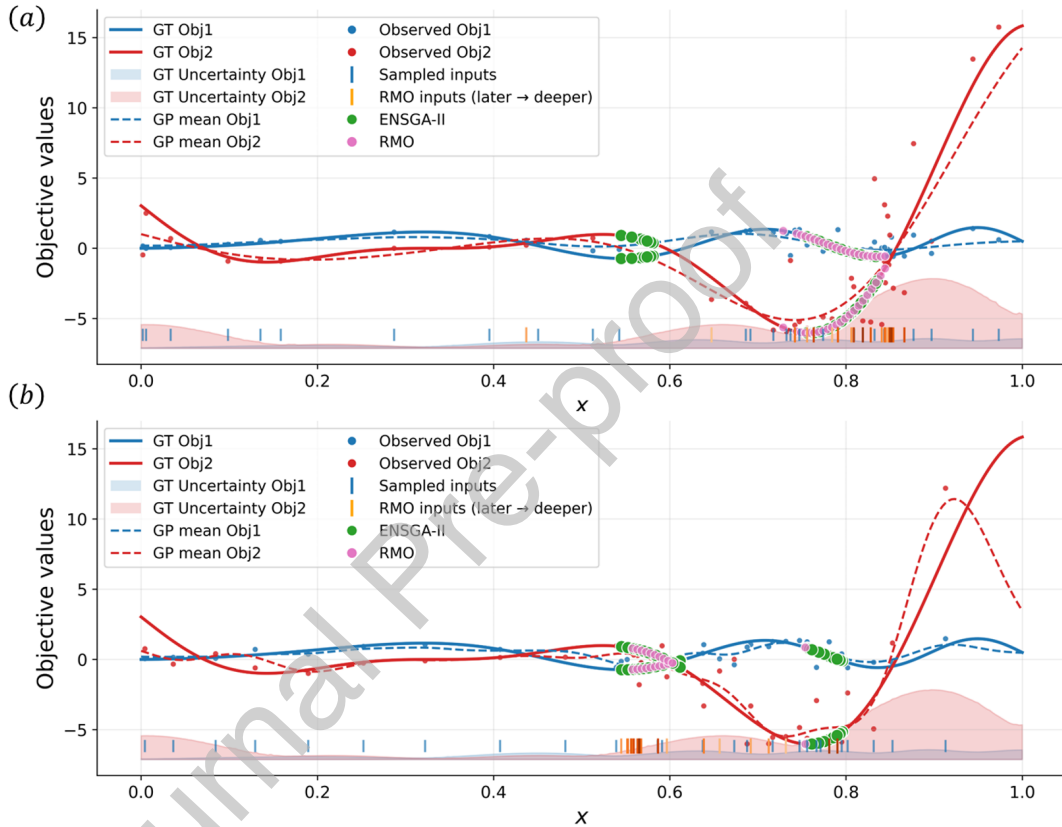 (a)
Objective values
15
10
5
0
−5
GT Obj1
GT Obj2
GT Uncertainty Obj1
GT Uncertainty Obj2
GP mean Obj1
GP mean Obj2
Observed Obj1
Observed Obj2
Sampled inputs
RMO inputs (later → deeper)
ENSGA-II
RMO
0.0 0.2 0.4 0.6 0.8 1.0
x
(b)
Objective values
15
10
5
0
−5
GT Obj1
GT Obj2
GT Uncertainty Obj1
GT Uncertainty Obj2
GP mean Obj1
GP mean Obj2
Observed Obj1
Observed Obj2
Sampled inputs
RMO inputs (later → deeper)
ENSGA-II
RMO
0.0 0.2 0.4 0.6 0.8 1.0
x
urnal Pre-proof